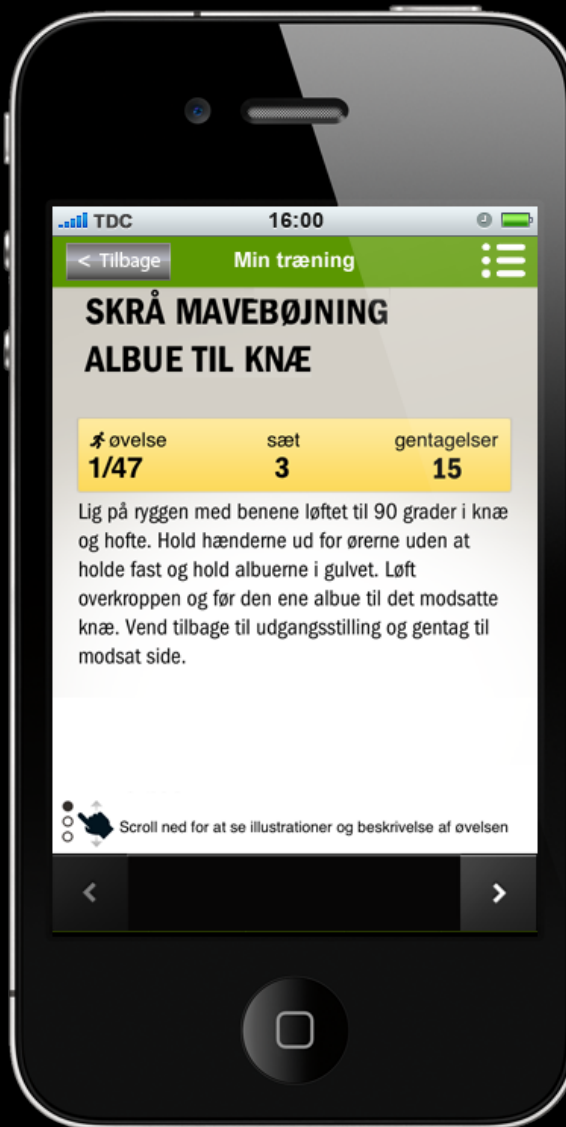 TDC 16:00
< Tilbage Min træning
SKRÅ MAVEBØJNING
ALBUE TIL KNÆ
øvelse sæt gentagelser
1/47 3 15
Lig på ryggen med benene løftet til 90 grader i knæ
og hofte. Hold hænderne ud for ørerne uden at
holde fast og hold albuerne i gulvet. Løft
overkroppen og før den ene albue til det modsatte
knæ. Vend tilbage til udgangsstilling og gentag til
modsat side.
Scroll ned for at se illustrationer og beskrivelse af øvelsen